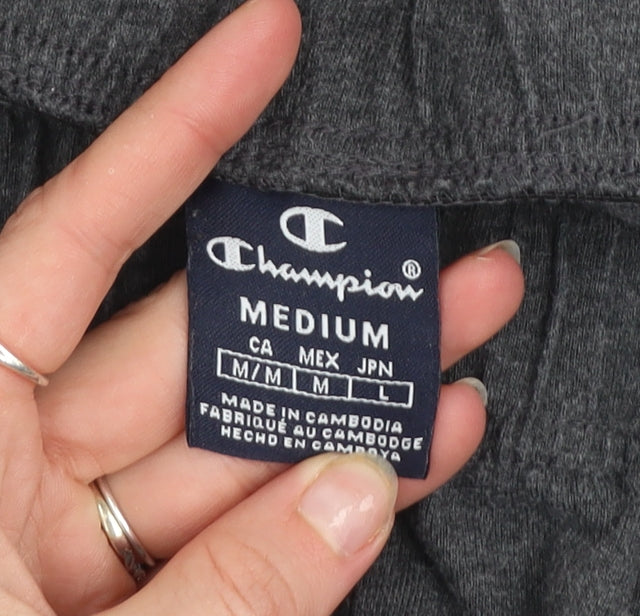 Champion®
MEDIUM
CA MEX JPN
M/M M L
MADE IN CAMBODIA
FABRIQUÉ AU CAMBODGE
HECHO EN CAMBOYA